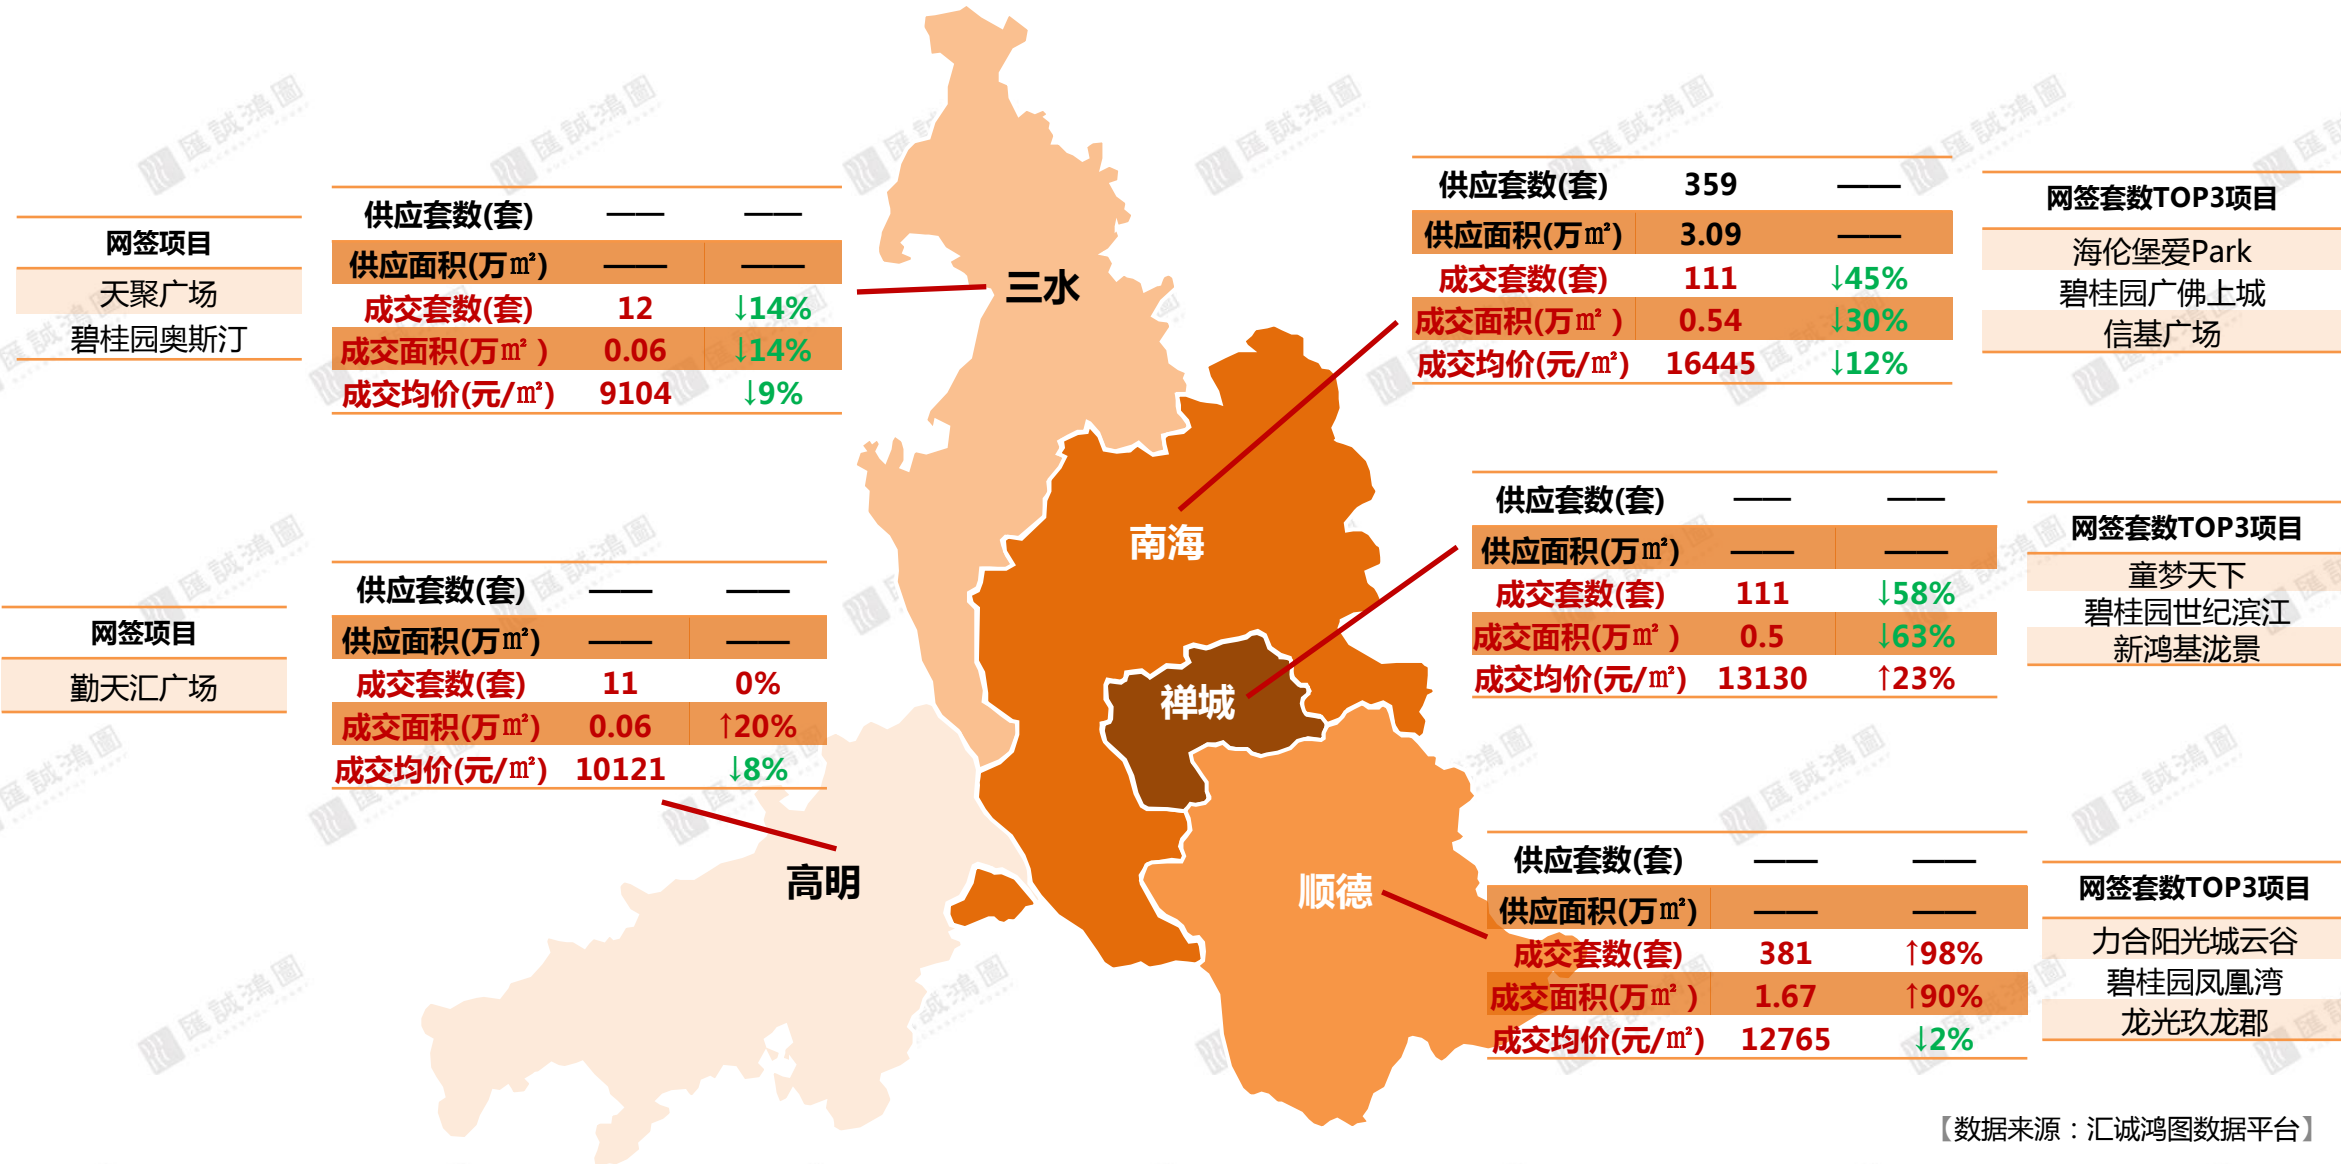 网签项目
天聚广场
碧桂园奥斯汀
供应套数(套) —— ——
供应面积(万㎡) —— ——
成交套数(套) 12 ↓14%
成交面积(万㎡) 0.06 ↓14%
成交均价(元/㎡) 9104 ↓9%
三水
供应套数(套) 359 ——
供应面积(万㎡) 3.09 ——
成交套数(套) 111 ↓45%
成交面积(万㎡) 0.54 ↓30%
成交均价(元/㎡) 16445 ↓12%
网签套数TOP3项目
海伦堡爱Park
碧桂园广佛上城
信基广场
南海
供应套数(套) —— ——
供应面积(万㎡) —— ——
成交套数(套) 111 ↓58%
成交面积(万㎡) 0.5 ↓63%
成交均价(元/㎡) 13130 ↑23%
网签套数TOP3项目
童梦天下
碧桂园世纪滨江
新鸿基泷景
禅城
网签项目
勤天汇广场
供应套数(套) —— ——
供应面积(万㎡) —— ——
成交套数(套) 11 0%
成交面积(万㎡) 0.06 ↑20%
成交均价(元/㎡) 10121 ↓8%
高明
顺德
供应套数(套) —— ——
供应面积(万㎡) —— ——
成交套数(套) 381 ↑98%
成交面积(万㎡) 1.67 ↑90%
成交均价(元/㎡) 12765 ↓2%
网签套数TOP3项目
力合阳光城云谷
碧桂园凤凰湾
龙光玖龙郡
【数据来源：汇诚鸿图数据平台】
匯誠鴻圖